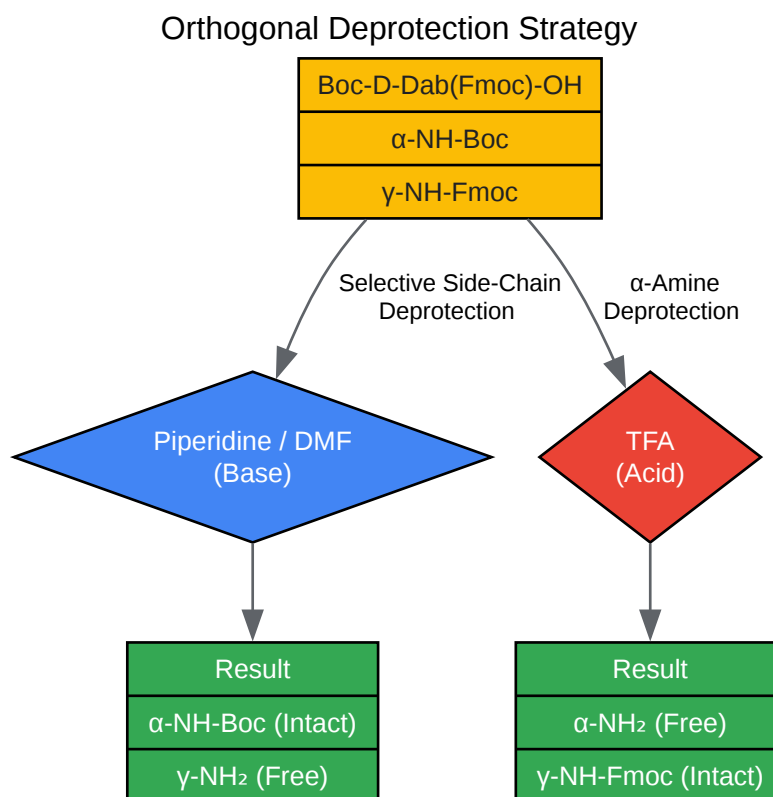 Orthogonal Deprotection Strategy
Boc-D-Dab(Fmoc)-OH
α-NH-Boc
γ-NH-Fmoc
Selective Side-Chain
Deprotection
α-Amine
Deprotection
Piperidine / DMF
(Base)
TFA
(Acid)
Result
α-NH-Boc (Intact)
γ-NH₂ (Free)
Result
α-NH₂ (Free)
γ-NH-Fmoc (Intact)